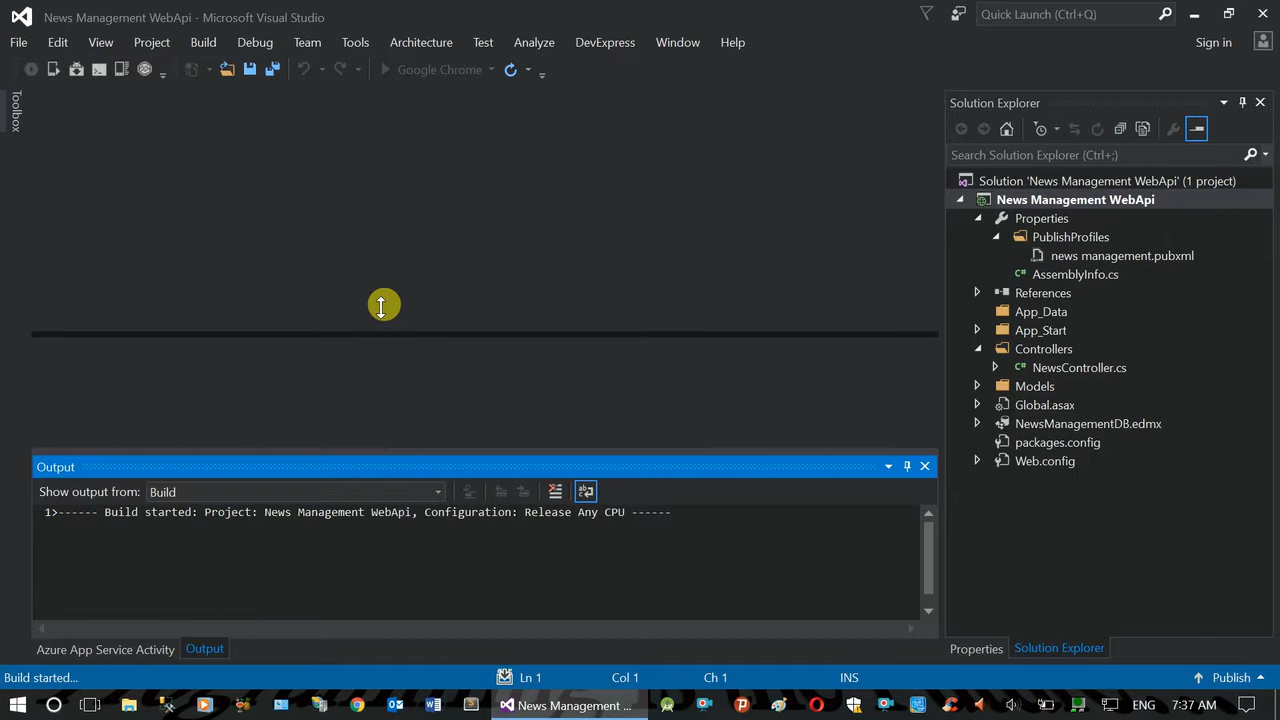 News Management WebApi - Microsoft Visual Studio
Quick Launch (Ctrl+Q)
File Edit View Project Build Debug Team Tools Architecture Test Analyze DevExpress Window Help
Sign in
Google Chrome
Toolbox
Solution Explorer
Search Solution Explorer (Ctrl+;)
Solution 'News Management WebApi' (1 project)
News Management WebApi
Properties
PublishProfiles
news management.pubxml
AssemblyInfo.cs
References
App_Data
App_Start
Controllers
NewsController.cs
Models
Global.asax
NewsManagementDB.edmx
packages.config
Web.config
Output
Show output from: Build
1>------ Build started: Project: News Management WebApi, Configuration: Release Any CPU ------
Azure App Service Activity Output
Properties Solution Explorer
Build started... Ln 1 Col 1 Ch 1 INS Publish
News Management ... ENG 7:37 AM